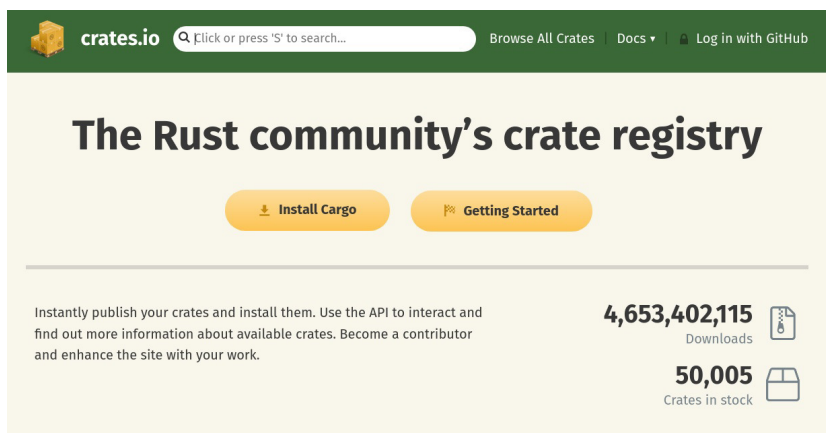 crates.io Click or press 'S' to search... Browse All Crates Docs ▾ Log in with GitHub
The Rust community’s crate registry
Install Cargo Getting Started
Instantly publish your crates and install them. Use the API to interact and
find out more information about available crates. Become a contributor
and enhance the site with your work.
4,653,402,115
Downloads
50,005
Crates in stock